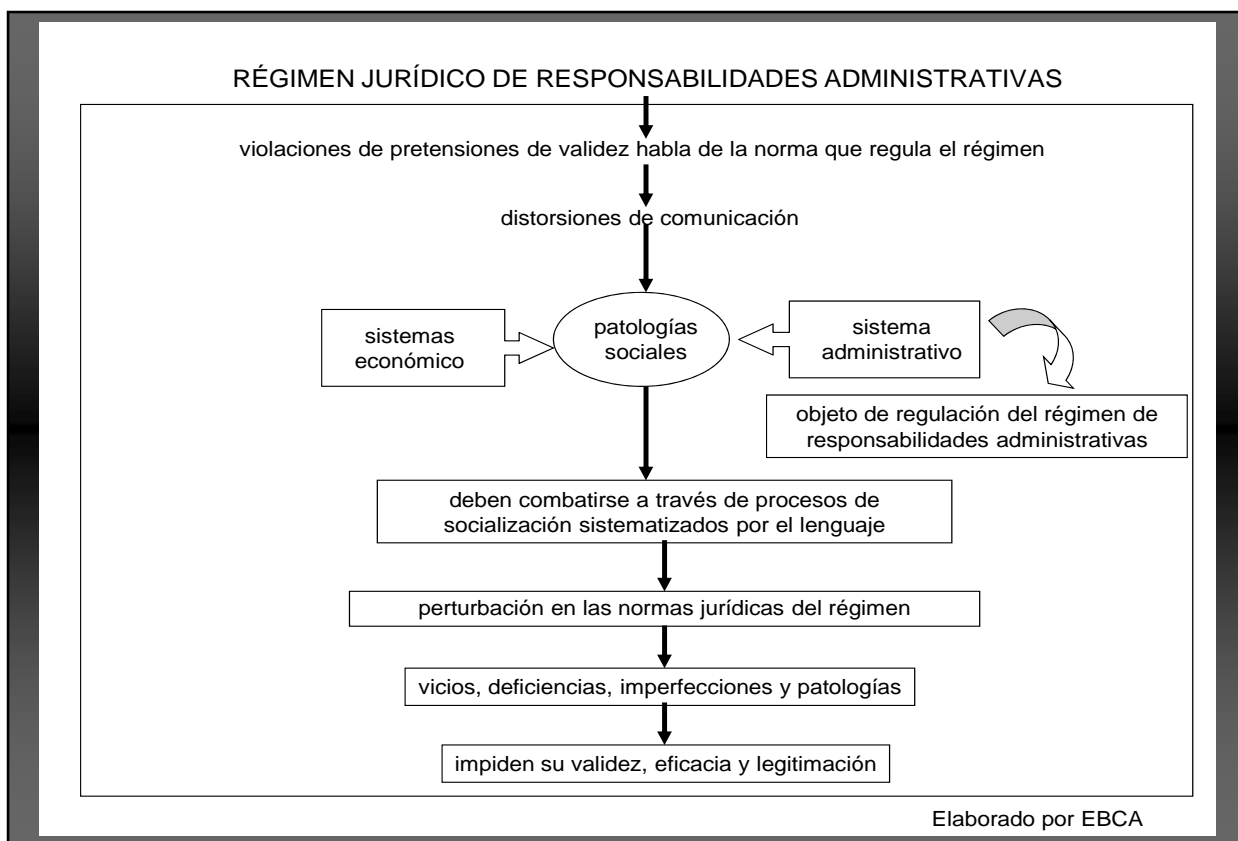 RÉGIMEN JURÍDICO DE RESPONSABILIDADES ADMINISTRATIVAS
violaciones de pretensiones de validez habla de la norma que regula el régimen
distorsiones de comunicación
sistemas
económico
patologías
sociales
sistema
administrativo
objeto de regulación del régimen de
responsabilidades administrativas
deben combatirse a través de procesos de
socialización sistematizados por el lenguaje
perturbación en las normas jurídicas del régimen
vicios, deficiencias, imperfecciones y patologías
impiden su validez, eficacia y legitimación
Elaborado por EBCA